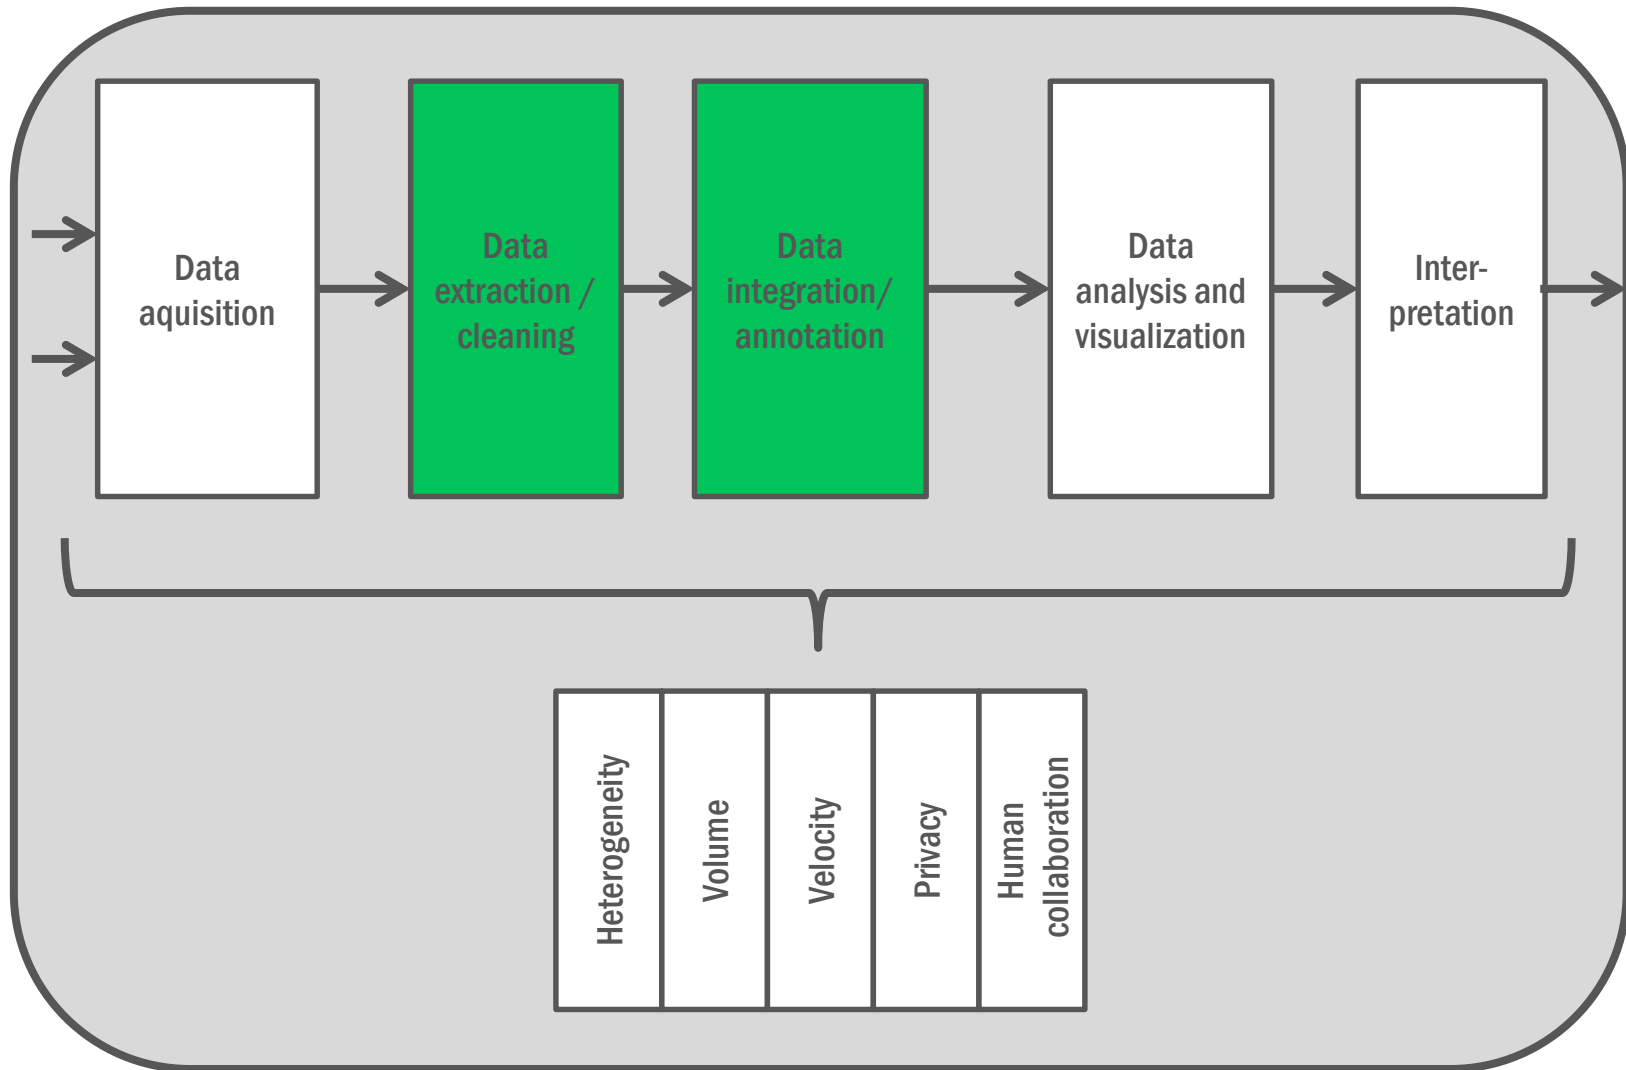 Data
aquisition
Data
extraction /
cleaning
Data
integration/
annotation
Data
analysis and
visualization
Inter-
pretation
Heterogeneity
Volume
Velocity
Privacy
Human
collaboration